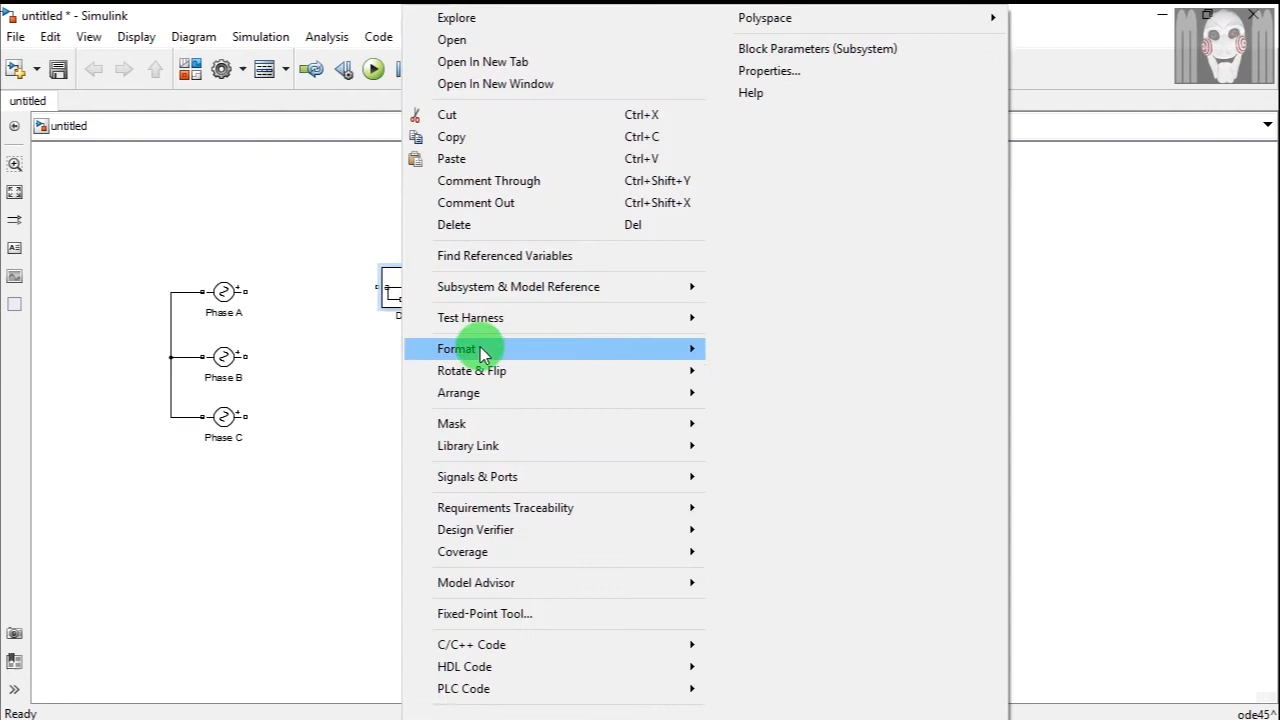 untitled * - Simulink
File Edit View Display Diagram Simulation Analysis Code
untitled
untitled
Phase A
Phase B
Phase C
D
Explore
Open
Open In New Tab
Open In New Window
Cut Ctrl+X
Copy Ctrl+C
Paste Ctrl+V
Comment Through Ctrl+Shift+Y
Comment Out Ctrl+Shift+X
Delete Del
Find Referenced Variables
Subsystem & Model Reference
Test Harness
Format
Rotate & Flip
Arrange
Mask
Library Link
Signals & Ports
Requirements Traceability
Design Verifier
Coverage
Model Advisor
Fixed-Point Tool...
C/C++ Code
HDL Code
PLC Code
Polyspace
Block Parameters (Subsystem)
Properties...
Help
Ready
ode45^